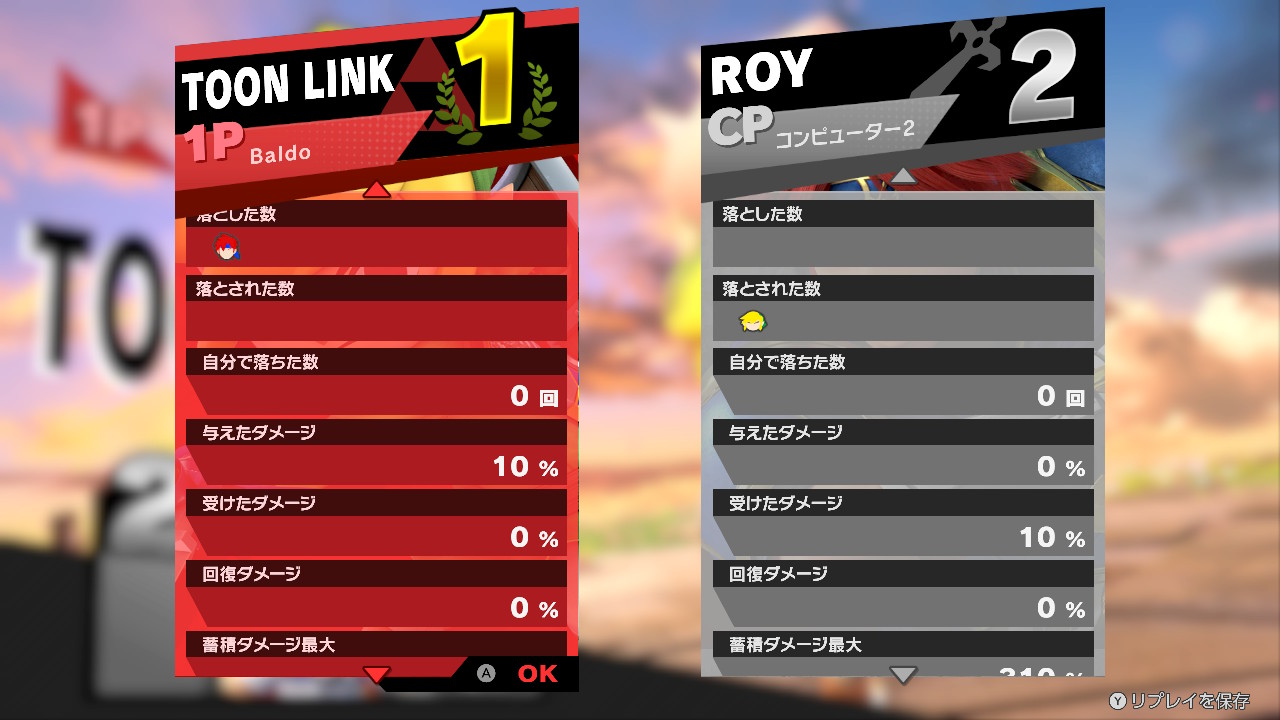 TOON LINK
1
1P Baldo
落とした数
落とされた数
自分で落ちた数
0 回
与えたダメージ
10 %
受けたダメージ
0 %
回復ダメージ
0 %
蓄積ダメージ最大
A OK
ROY
2
CP コンピューター2
落とした数
落とされた数
自分で落ちた数
0 回
与えたダメージ
0 %
受けたダメージ
10 %
回復ダメージ
0 %
蓄積ダメージ最大
310 %
Y リプレイを保存
1P
TO
2